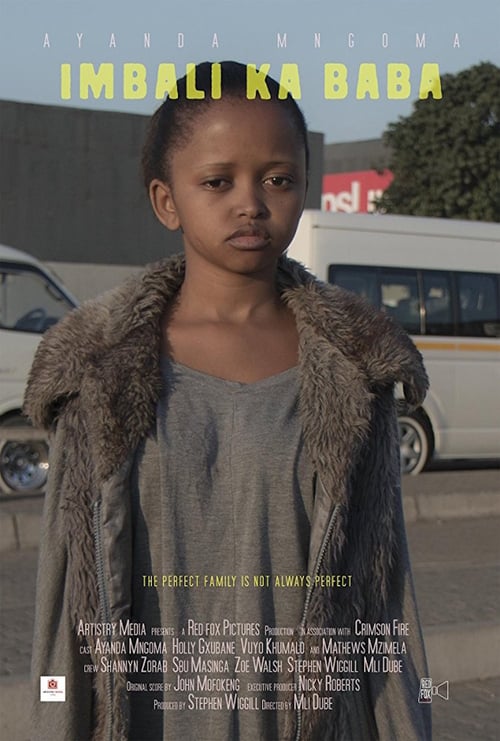 AYANDA MNGOMA
IMBALI KA BABA
THE PERFECT FAMILY IS NOT ALWAYS PERFECT
ARTISTRY MEDIA PRESENTS A RED FOX PICTURES PRODUCTION IN ASSOCIATION WITH CRIMSON FIRE
CAST AYANDA MNGOMA HOLLY GXUBANE VUYO KHUMALO AND MATHEWS MZIMELA
CREW SHANNYN ZORAB SBU MASINGA ZOE WALSH STEPHEN WIGGILL MLI DUBE
ORIGINAL SCORE BY JOHN MOFOKENG EXECUTIVE PRODUCER NICKY ROBERTS
PRODUCED BY STEPHEN WIGGILL DIRECTED BY MLI DUBE
RED
FOX